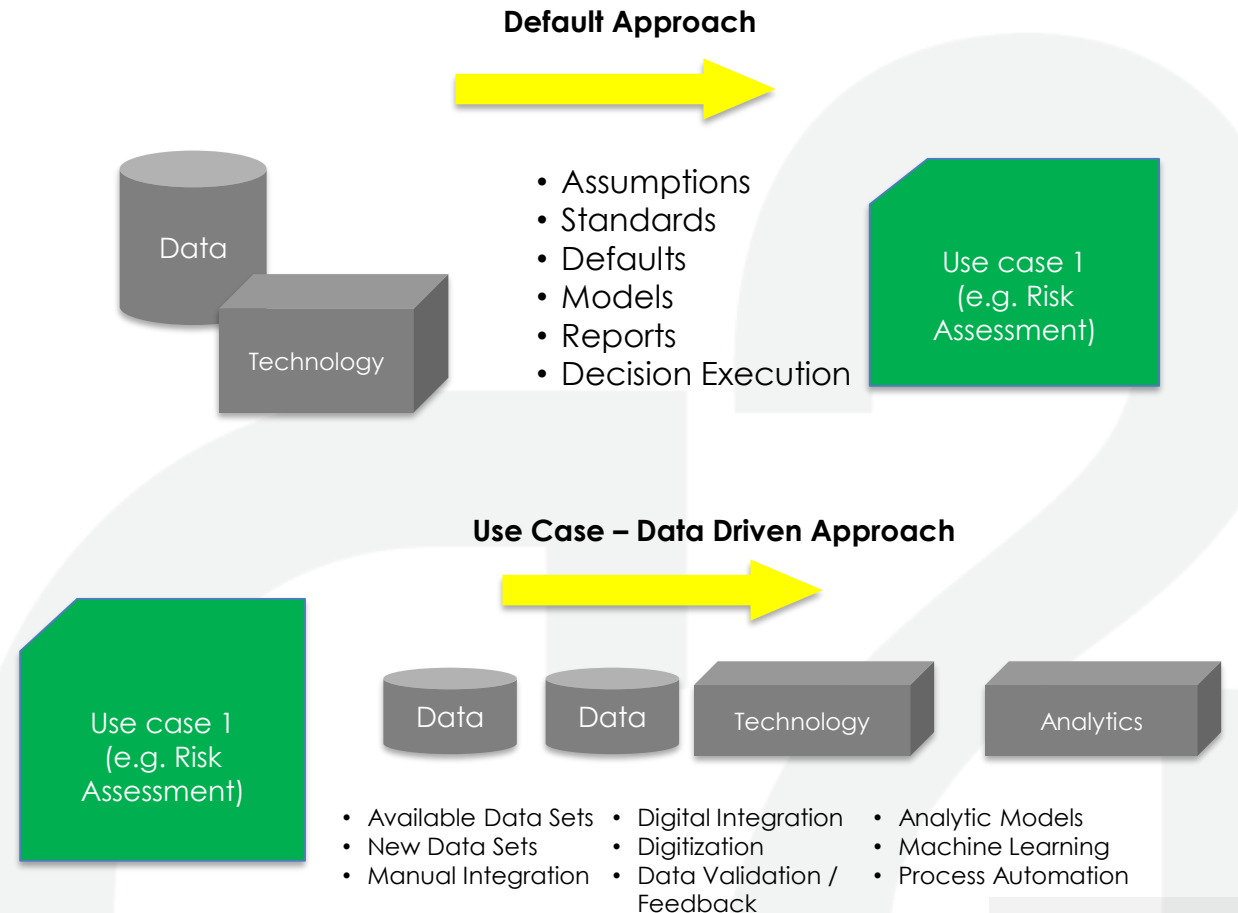 Default Approach
Data
Technology
• Assumptions
• Standards
• Defaults
• Models
• Reports
• Decision Execution
Use case 1
(e.g. Risk
Assessment)
Use Case – Data Driven Approach
Use case 1
(e.g. Risk
Assessment)
Data
Data
Technology
Analytics
• Available Data Sets
• New Data Sets
• Manual Integration
• Digital Integration
• Digitization
• Data Validation /
Feedback
• Analytic Models
• Machine Learning
• Process Automation